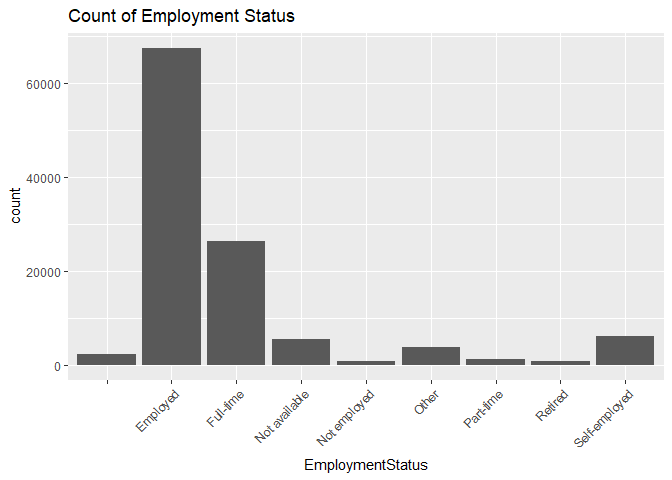 Count of Employment Status
count
60000
40000
20000
0
Employed
Full-time
Not available
Not employed
Other
Part-time
Retired
Self-employed
EmploymentStatus